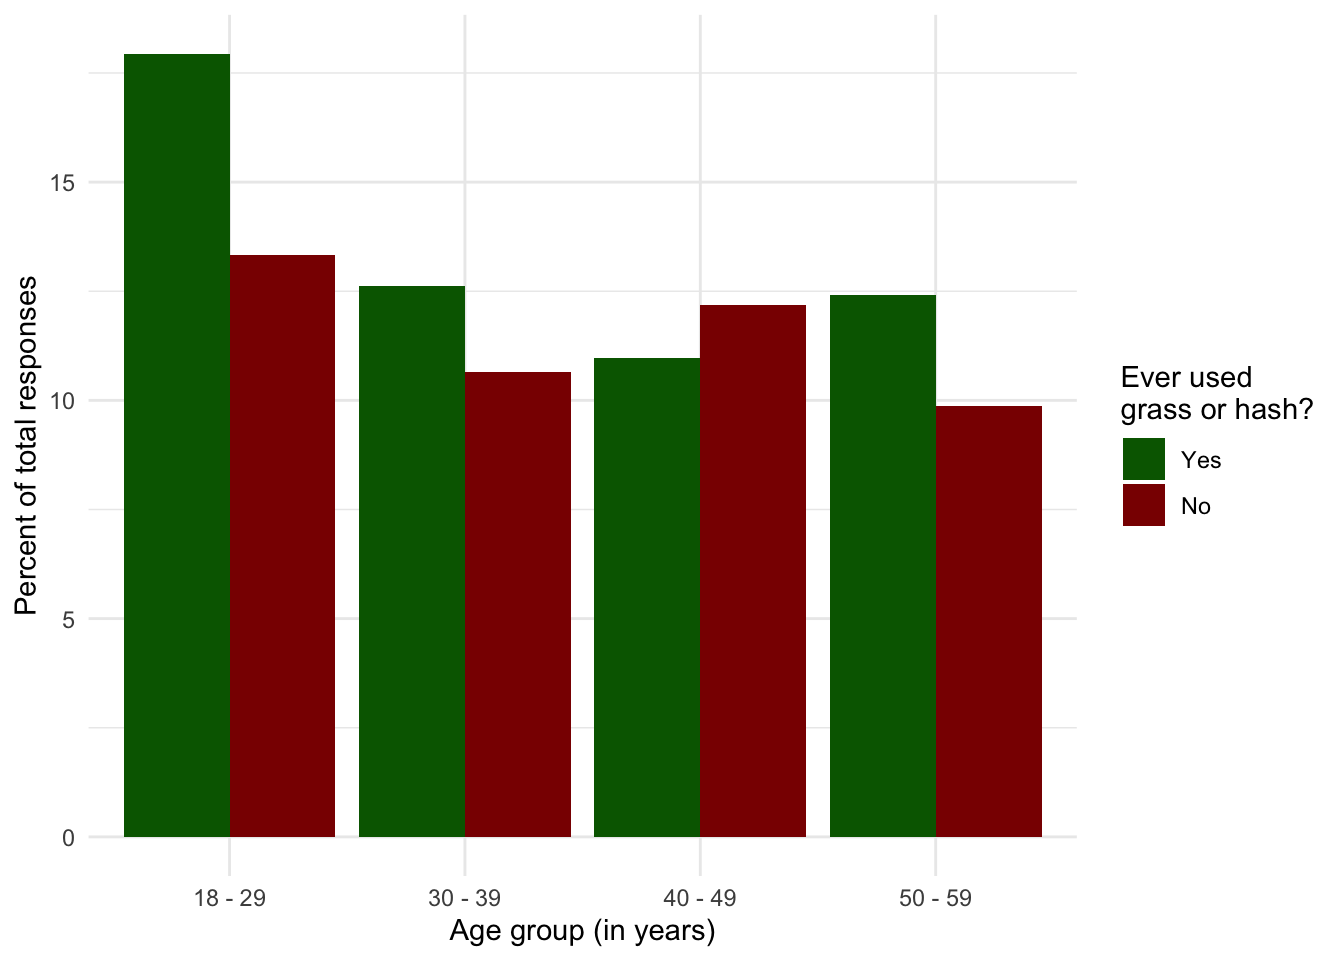 Percent of total responses
15
10
5
0
18 - 29
30 - 39
40 - 49
50 - 59
Age group (in years)
Ever used
grass or hash?
Yes
No